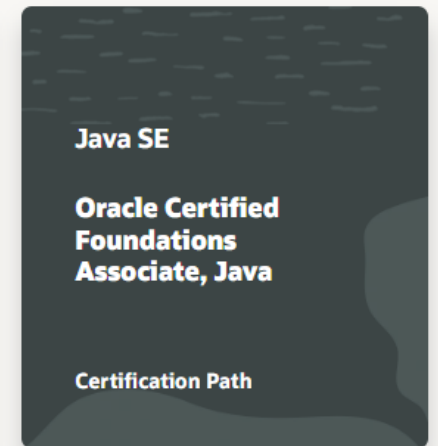 Java SE
Oracle Certified
Foundations
Associate, Java
Certification Path